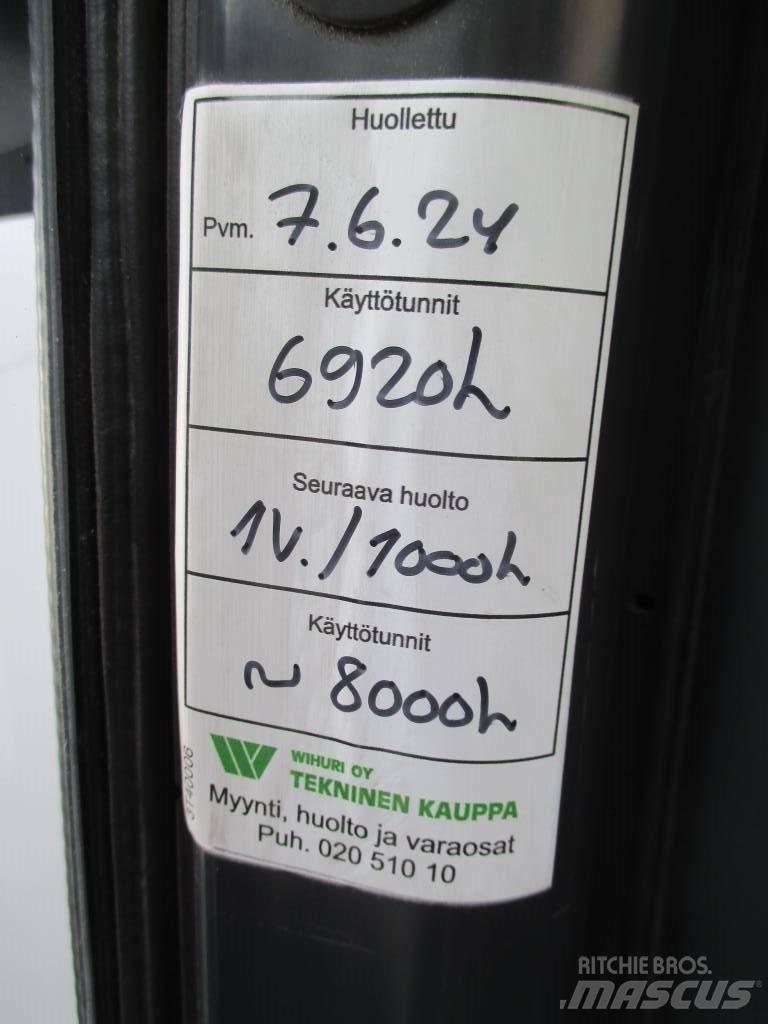 Huollettu
Pvm. 7.6.24
Käyttötunnit
6920h
Seuraava huolto
1V./1000h
Käyttötunnit
~ 8000h
ST40006
W
WIHURI OY
TEKNINEN KAUPPA
Myynti, huolto ja varaosat
Puh. 020 510 10
RITCHIE BROS.
MASCUS